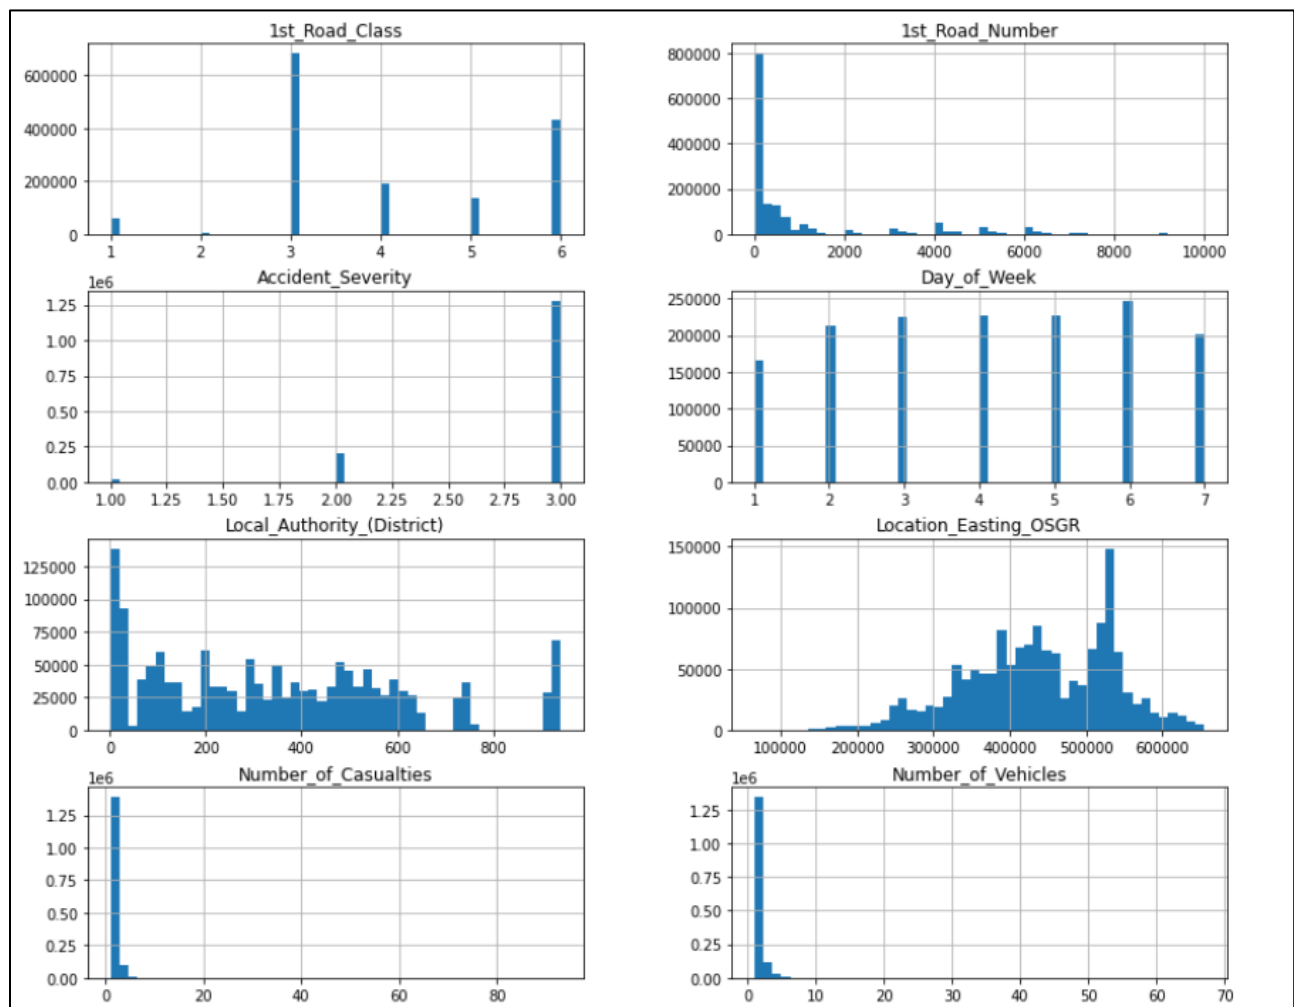 1st_Road_Class
600000
400000
200000
0
1 2 3 4 5 6
1st_Road_Number
800000
600000
400000
200000
0
0 2000 4000 6000 8000 10000
Accident_Severity
1e6
1.25
1.00
0.75
0.50
0.25
0.00
1.00 1.25 1.50 1.75 2.00 2.25 2.50 2.75 3.00
Day_of_Week
250000
200000
150000
100000
50000
0
1 2 3 4 5 6 7
Local_Authority_(District)
125000
100000
75000
50000
25000
0
0 200 400 600 800
Location_Easting_OSGR
150000
100000
50000
0
100000 200000 300000 400000 500000 600000
Number_of_Casualties
1e6
1.25
1.00
0.75
0.50
0.25
0.00
0 20 40 60 80
Number_of_Vehicles
1e6
1.25
1.00
0.75
0.50
0.25
0.00
0 10 20 30 40 50 60 70